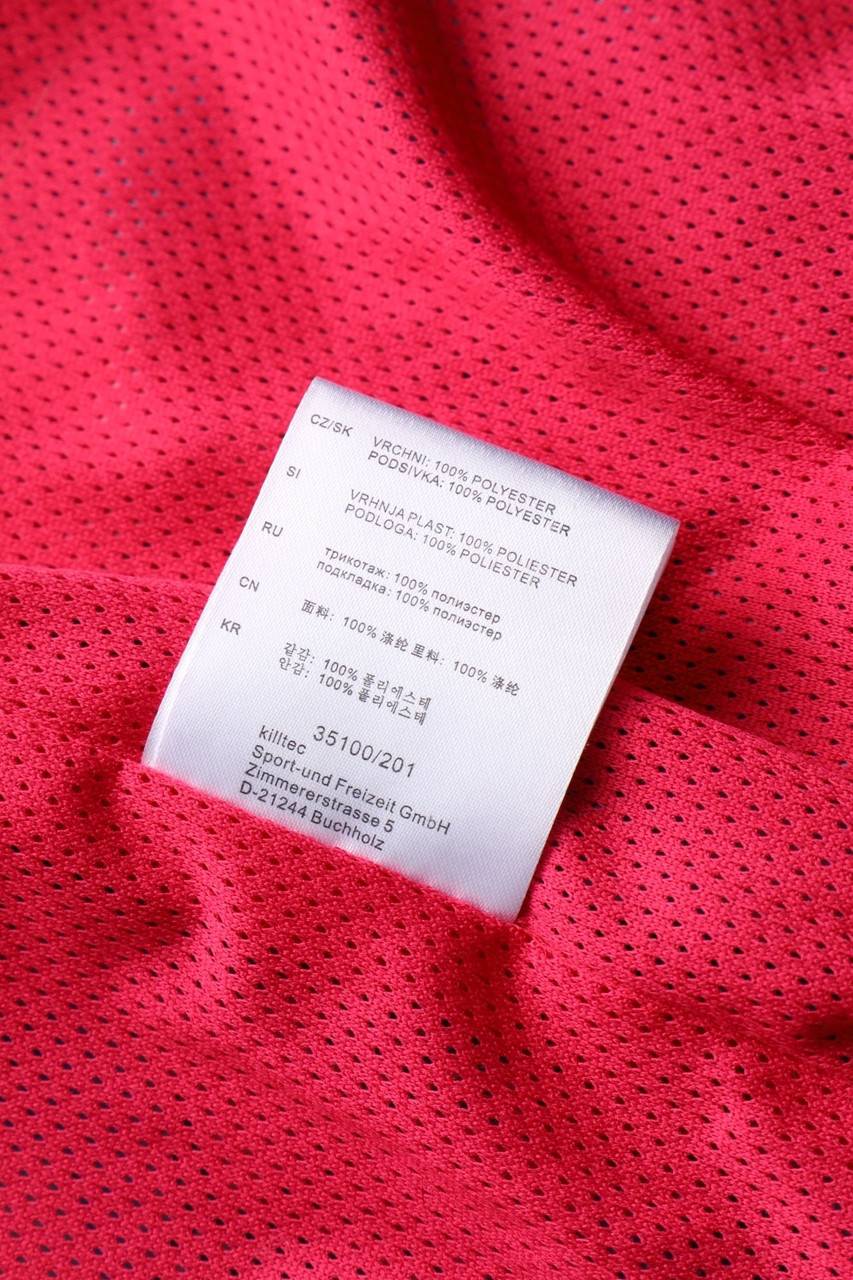 CZ/SK VRCHNI: 100% POLYESTER
PODSIVKA: 100% POLYESTER
SI VRHNJA PLAST: 100% POLIESTER
PODLOGA: 100% POLIESTER
RU трикотаж: 100% полиэстер
подкладка: 100% полиэстер
CN 面料: 100% 涤纶 里料: 100% 涤纶
KR 겉감: 100% 폴리에스테
안감: 100% 폴리에스테
35100/201
killtec
Sport-und Freizeit GmbH
Zimmererstrasse 5
D-21244 Buchholz